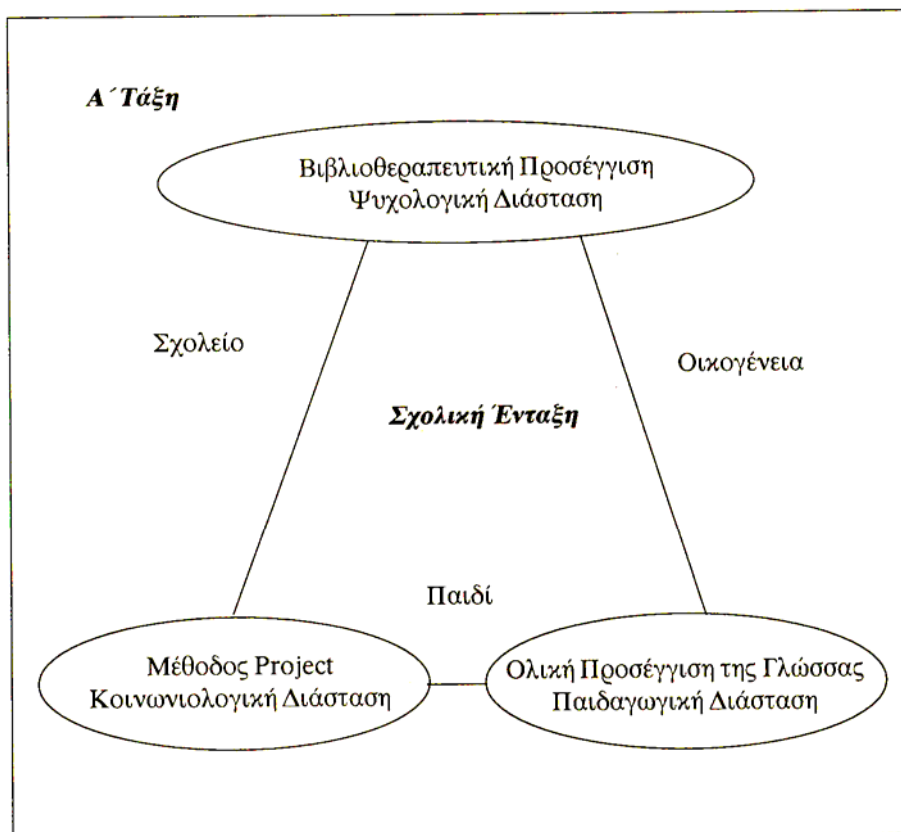 Α΄ Τάξη
Βιβλιοθεραπευτική Προσέγγιση
Ψυχολογική Διάσταση
Σχολείο
Οικογένεια
Σχολική Ένταξη
Παιδί
Μέθοδος Project
Κοινωνιολογική Διάσταση
Ολική Προσέγγιση της Γλώσσας
Παιδαγωγική Διάσταση